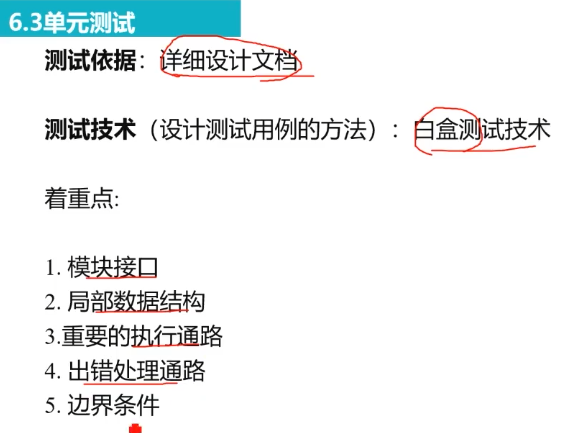 6.3单元测试
测试依据：详细设计文档
测试技术（设计测试用例的方法）：白盒测试技术
着重点:
1. 模块接口
2. 局部数据结构
3.重要的执行通路
4. 出错处理通路
5. 边界条件